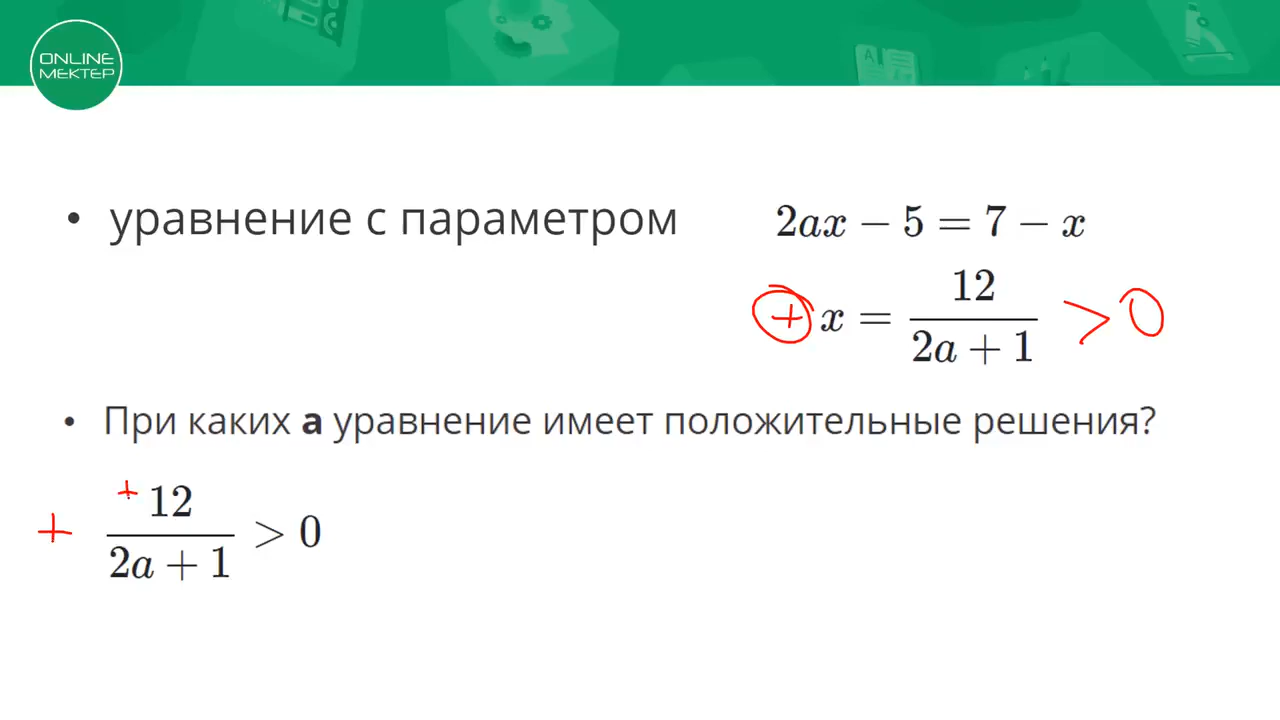 ONLINE
МЕКТЕР
• уравнение с параметром
2ax − 5 = 7 − x
+ x = 12/(2a + 1) > 0
• При каких а уравнение имеет положительные решения?
+ +12/(2a + 1) > 0